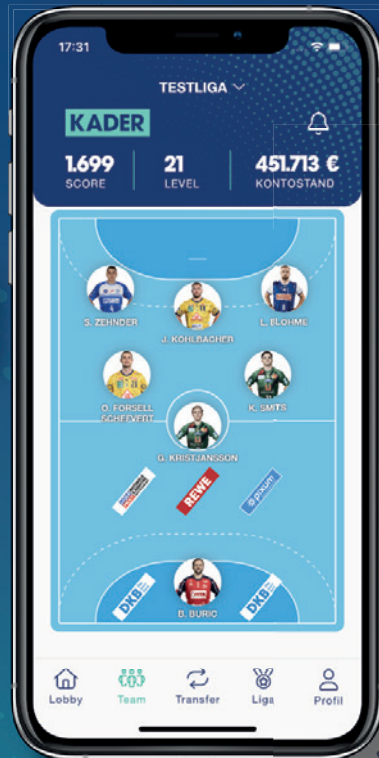 17:31
TESTLIGA
KADER
1.699
SCORE
21
LEVEL
451.713 €
KONTOSTAND
S. ZEHNDER
J. KOHLBACHER
L. BLOHME
O. FORSELL
SCHEFVERT
K. SMITS
G. KRISTJANSSON
REWE
pixum
DKB
B. BURIC
DKB
Lobby
Team
Transfer
Liga
Profil